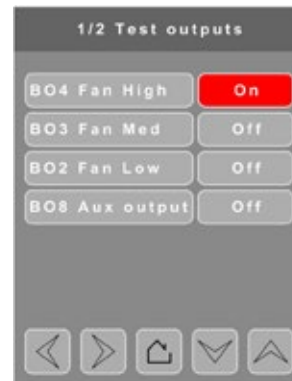 1/2 Test outputs
BO4 Fan High On
BO3 Fan Med Off
BO2 Fan Low Off
BO8 Aux output Off